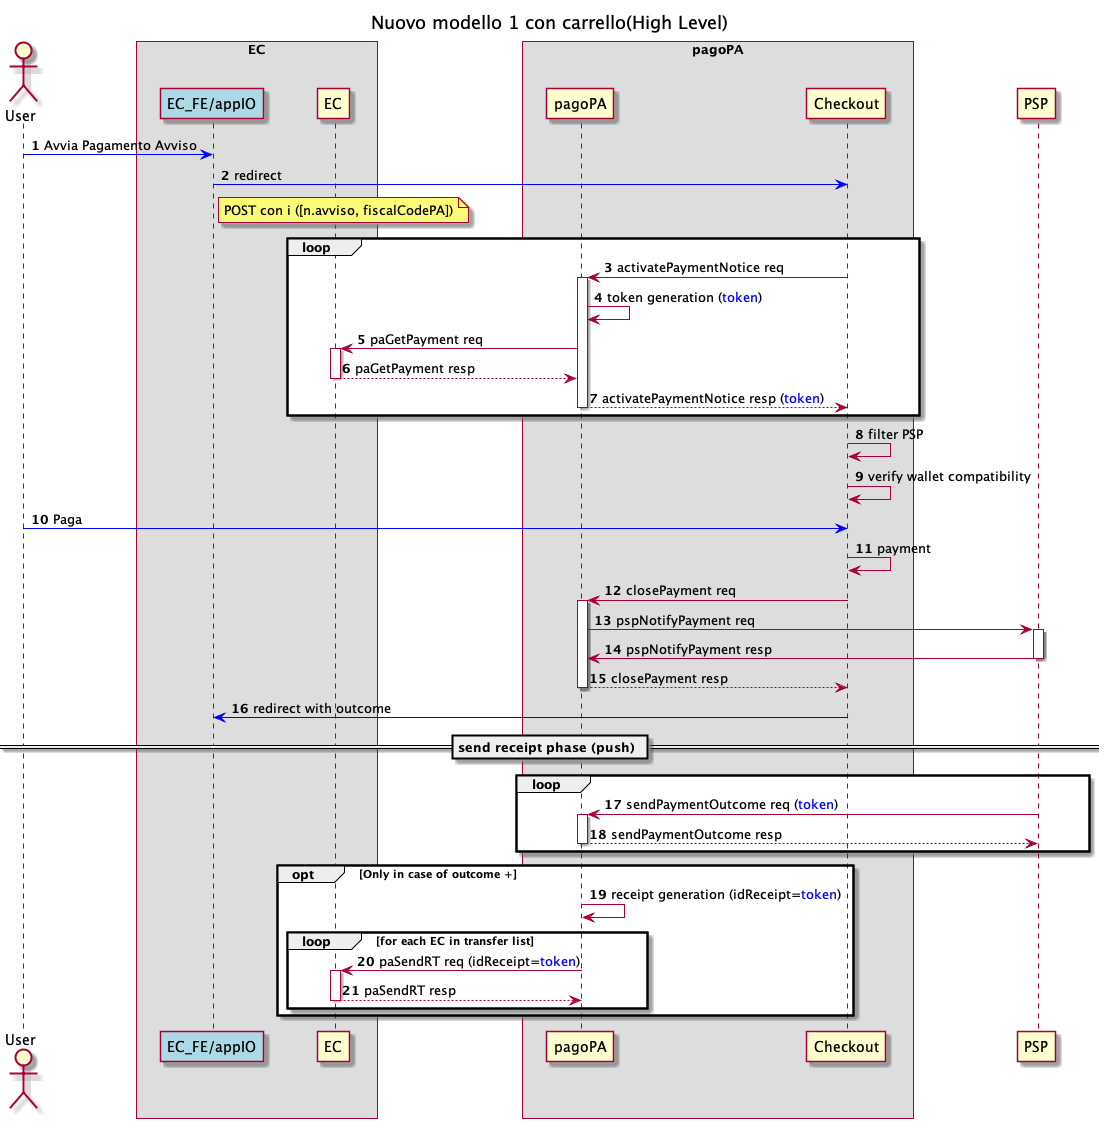 Nuovo modello 1 con carrello(High Level)
EC
pagoPA
User
EC_FE/appIO
EC
pagoPA
Checkout
PSP
1 Avvia Pagamento Avviso
2 redirect
POST con i ([n.avviso, fiscalCodePA])
loop
3 activatePaymentNotice req
4 token generation (token)
5 paGetPayment req
6 paGetPayment resp
7 activatePaymentNotice resp (token)
8 filter PSP
9 verify wallet compatibility
10 Paga
11 payment
12 closePayment req
13 pspNotifyPayment req
14 pspNotifyPayment resp
15 closePayment resp
16 redirect with outcome
send receipt phase (push)
loop
17 sendPaymentOutcome req (token)
18 sendPaymentOutcome resp
opt [Only in case of outcome +]
19 receipt generation (idReceipt=token)
loop [for each EC in transfer list]
20 paSendRT req (idReceipt=token)
21 paSendRT resp
User
EC_FE/appIO
EC
pagoPA
Checkout
PSP